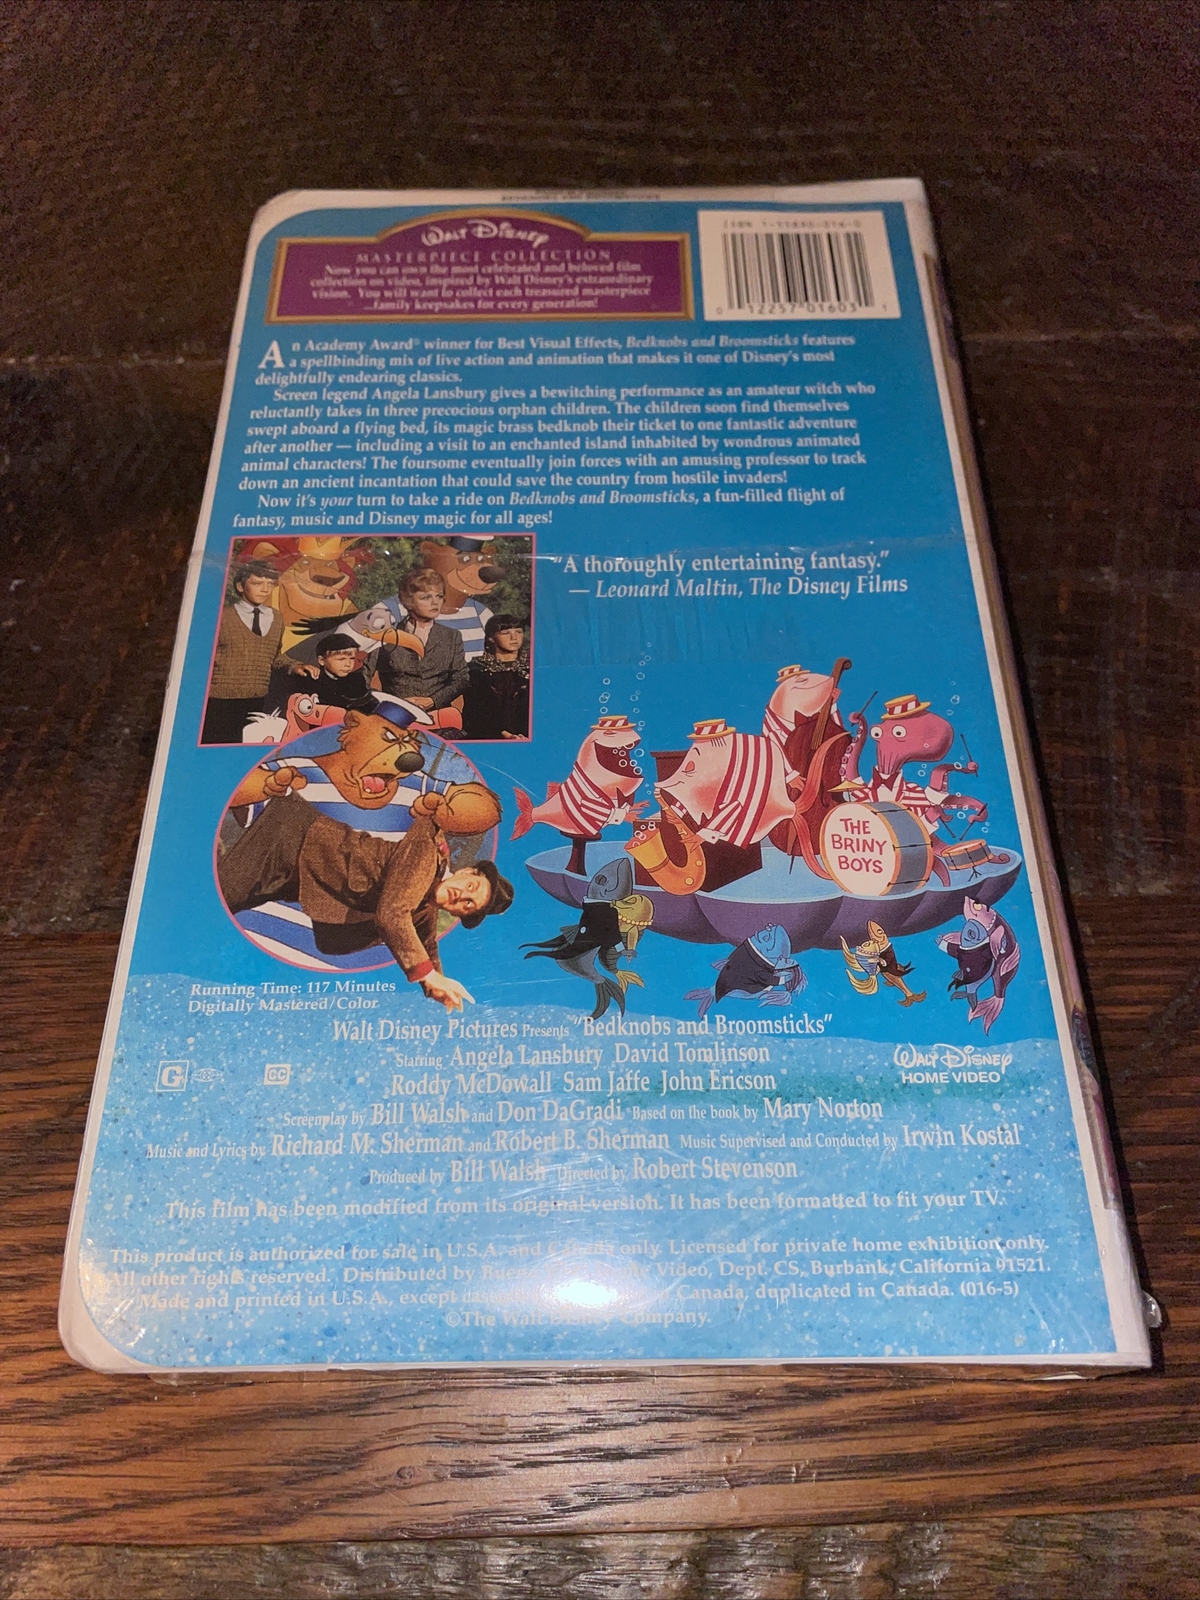 Walt Disney
MASTERPIECE COLLECTION
Now you can own the most celebrated and beloved film
collection on video, inspired by Walt Disney's extraordinary
vision. You will want to collect each treasured masterpiece
...family keepsakes for every generation!
0 12257 01603 1
An Academy Award® winner for Best Visual Effects, Bedknobs and Broomsticks features
a spellbinding mix of live action and animation that makes it one of Disney's most
delightfully endearing classics.
Screen legend Angela Lansbury gives a bewitching performance as an amateur witch who
reluctantly takes in three precocious orphan children. The children soon find themselves
swept aboard a flying bed, its magic brass bedknob their ticket to one fantastic adventure
after another — including a visit to an enchanted island inhabited by wondrous animated
animal characters! The foursome eventually join forces with an amusing professor to track
down an ancient incantation that could save the country from hostile invaders!
Now it's your turn to take a ride on Bedknobs and Broomsticks, a fun-filled flight of
fantasy, music and Disney magic for all ages!
"A thoroughly entertaining fantasy."
— Leonard Maltin, The Disney Films
THE
BRINY
BOYS
Running Time: 117 Minutes
Digitally Mastered/Color
Walt Disney Pictures Presents "Bedknobs and Broomsticks"
Starring Angela Lansbury David Tomlinson
Roddy McDowall Sam Jaffe John Ericson
G
CC
Walt Disney
HOME VIDEO
Screenplay by Bill Walsh and Don DaGradi Based on the book by Mary Norton
Music and Lyrics by Richard M. Sherman and Robert B. Sherman Music Supervised and Conducted by Irwin Kostal
Produced by Bill Walsh Directed by Robert Stevenson
This film has been modified from its original version. It has been formatted to fit your TV.
This product is authorized for sale in U.S.A. and Canada only. Licensed for private home exhibition only.
All other rights reserved. Distributed by Video, Dept. CS, Burbank, California 91521.
Made and printed in U.S.A., except Canada, duplicated in Canada. (016-5)
©The Walt Disney Company.